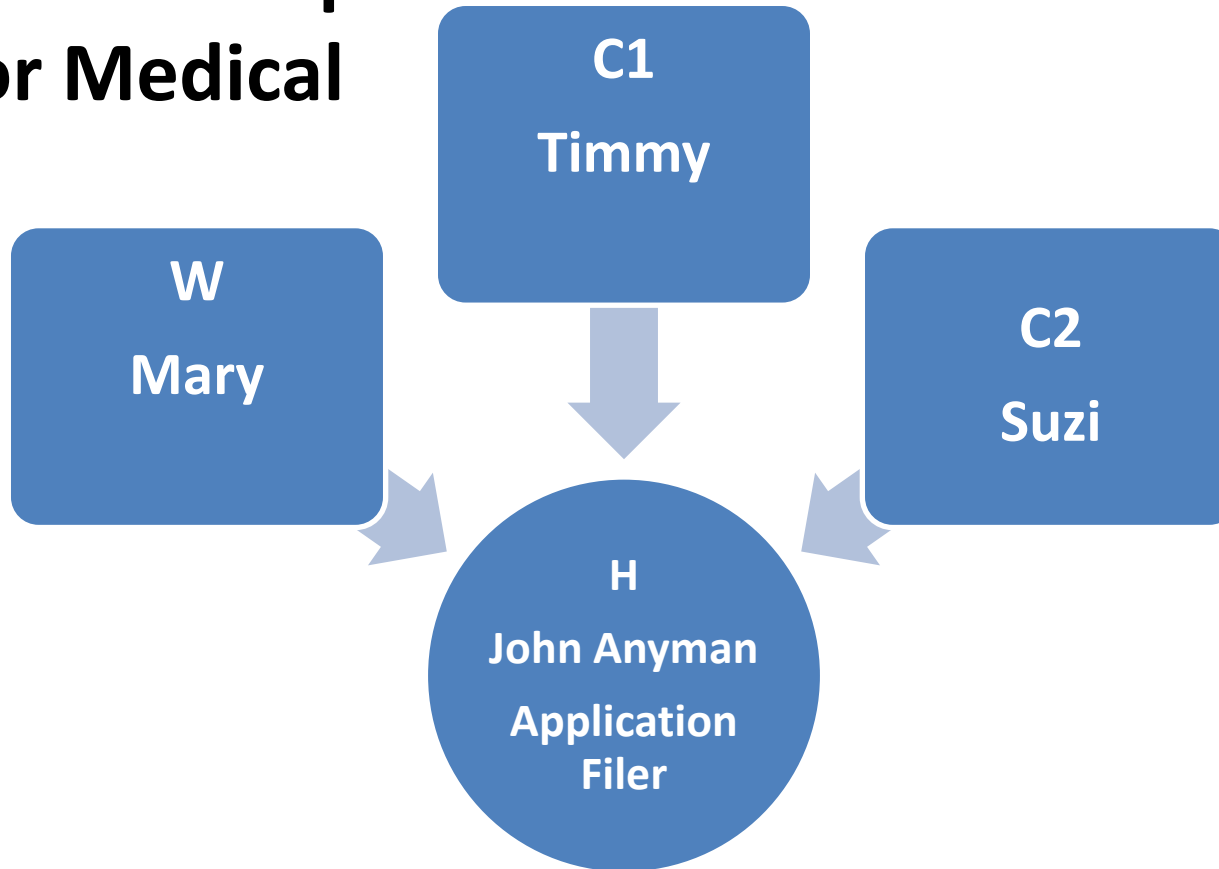 or Medical
C1
Timmy
W
Mary
C2
Suzi
H
John Anyman
Application
Filer